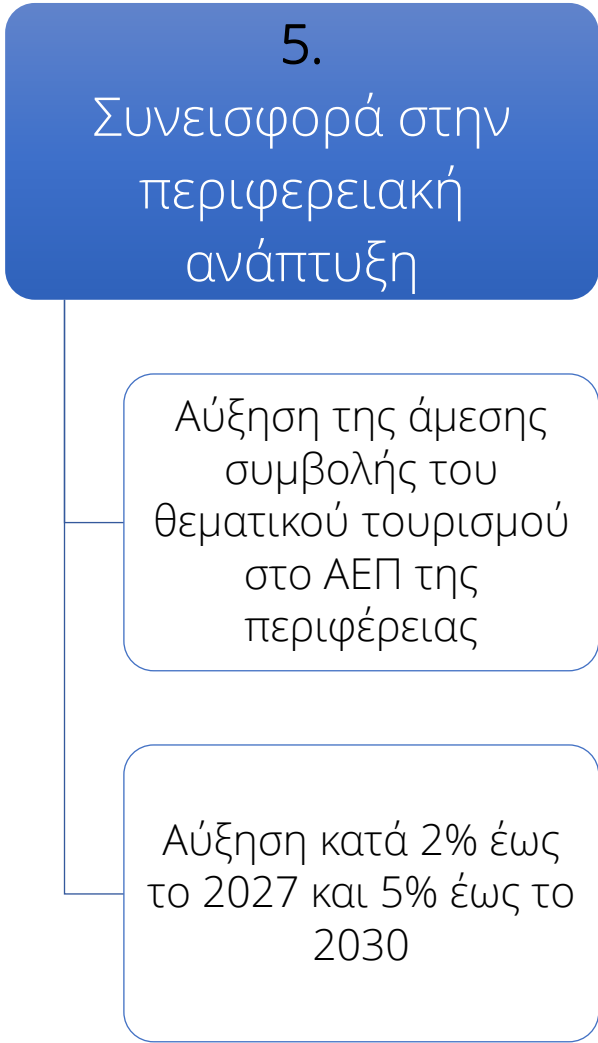 5.
Συνεισφορά στην
περιφερειακή
ανάπτυξη
Αύξηση της άμεσης
συμβολής του
θεματικού τουρισμού
στο ΑΕΠ της
περιφέρειας
Αύξηση κατά 2% έως
το 2027 και 5% έως το
2030